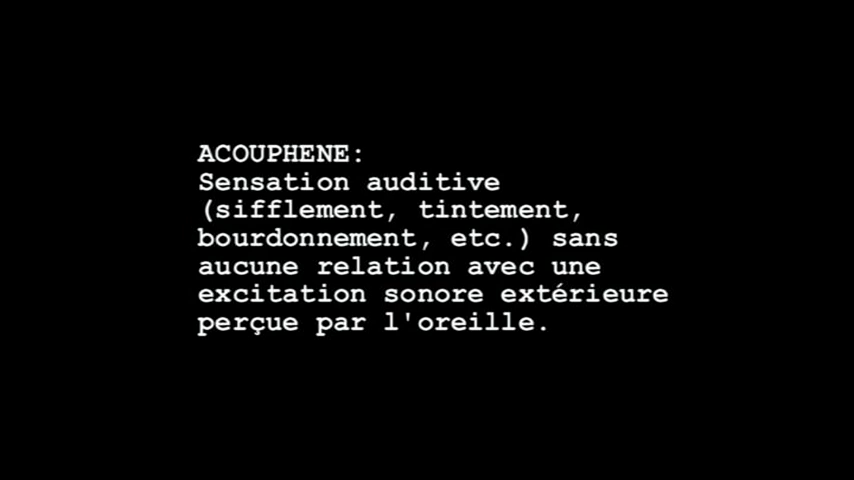 ACOUPHENE:
Sensation auditive
(sifflement, tintement,
bourdonnement, etc.) sans
aucune relation avec une
excitation sonore extérieure
perçue par l'oreille.